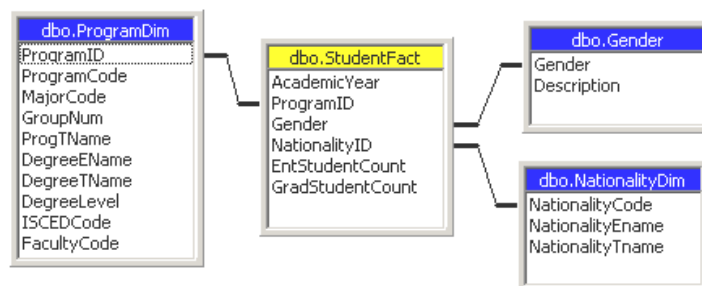 dbo.ProgramDim
ProgramID
ProgramCode
MajorCode
GroupNum
ProgTName
DegreeEName
DegreeTName
DegreeLevel
ISCEDCode
FacultyCode
dbo.StudentFact
AcademicYear
ProgramID
Gender
NationalityID
EntStudentCount
GradStudentCount
dbo.Gender
Gender
Description
dbo.NationalityDim
NationalityCode
NationalityEname
NationalityTname